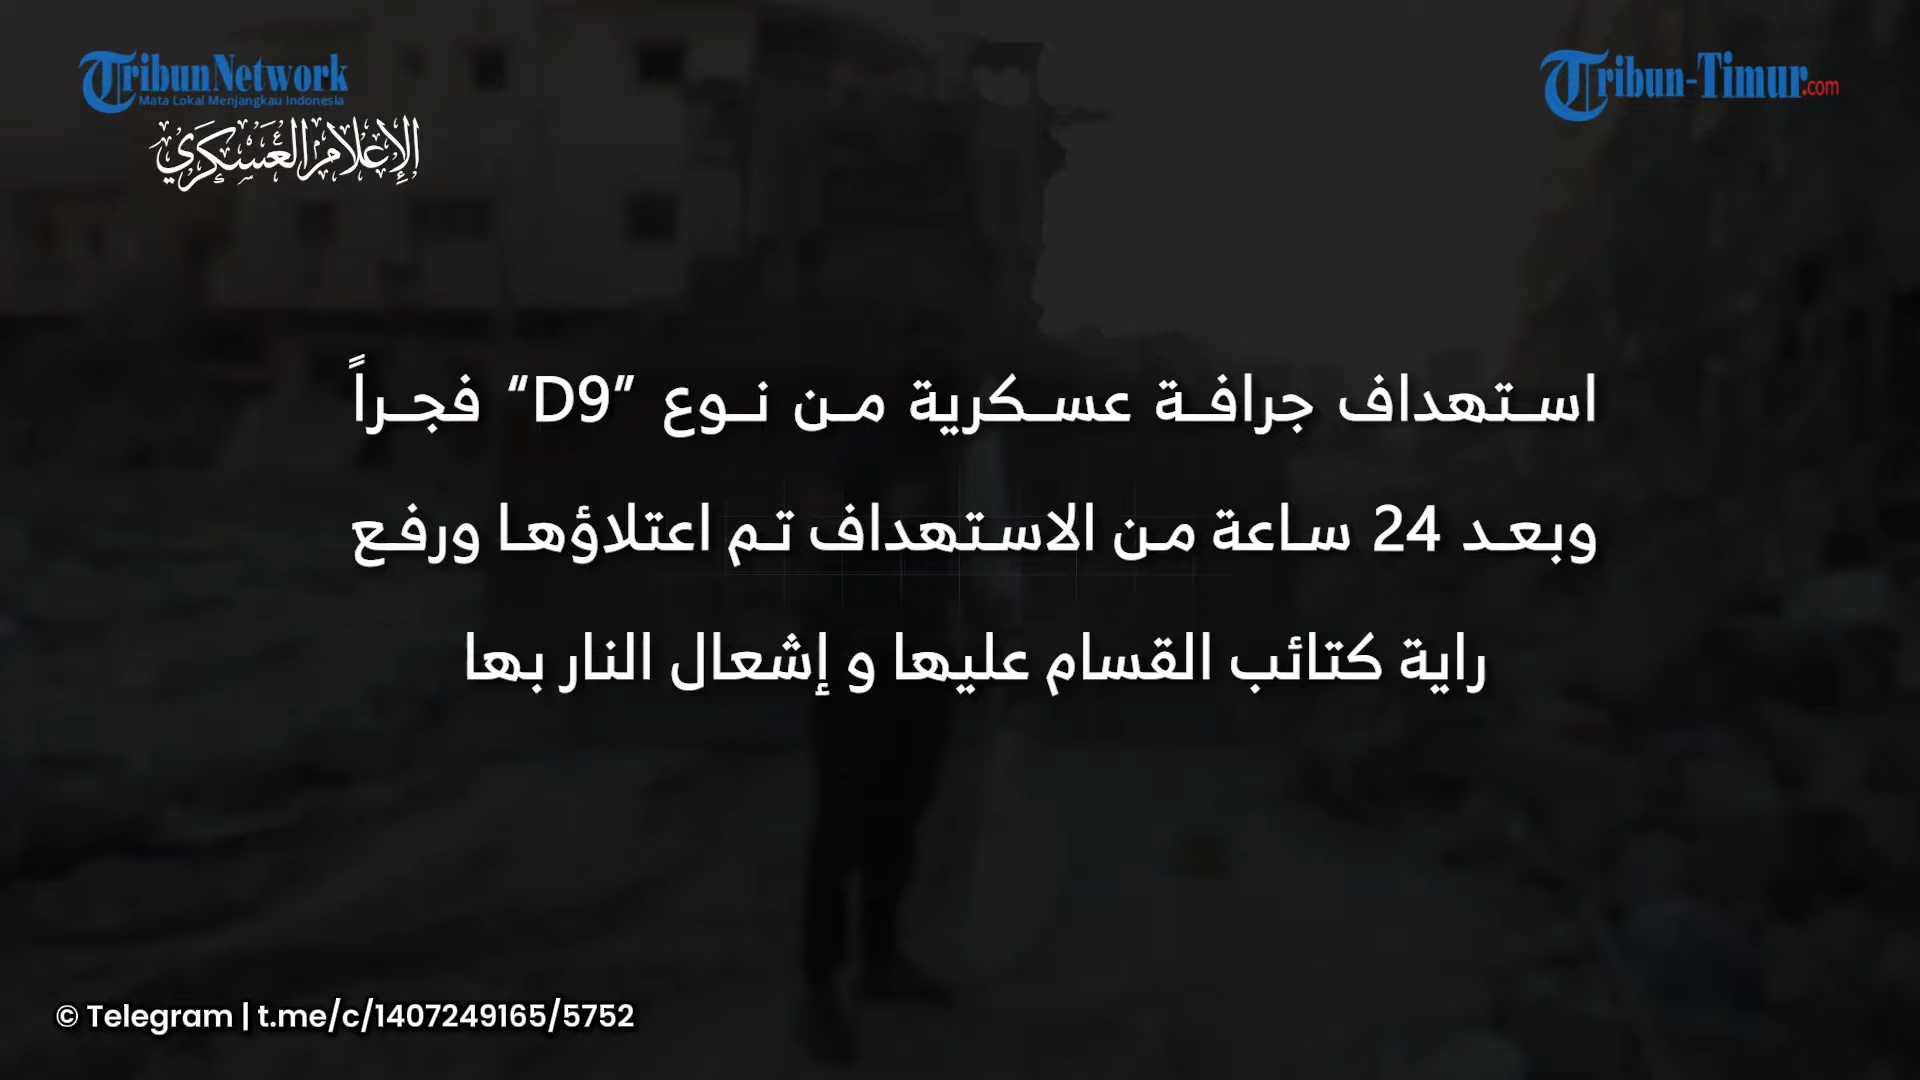 TribunNetwork
Mata Lokal Menjangkau Indonesia
Tribun-Timur.com
الإعلام العسكري
استهداف جرافة عسكرية من نوع "D9" فجراً
وبعد 24 ساعة من الاستهداف تم اعتلاؤها ورفع
راية كتائب القسام عليها و إشعال النار بها
© Telegram | t.me/c/1407249165/5752